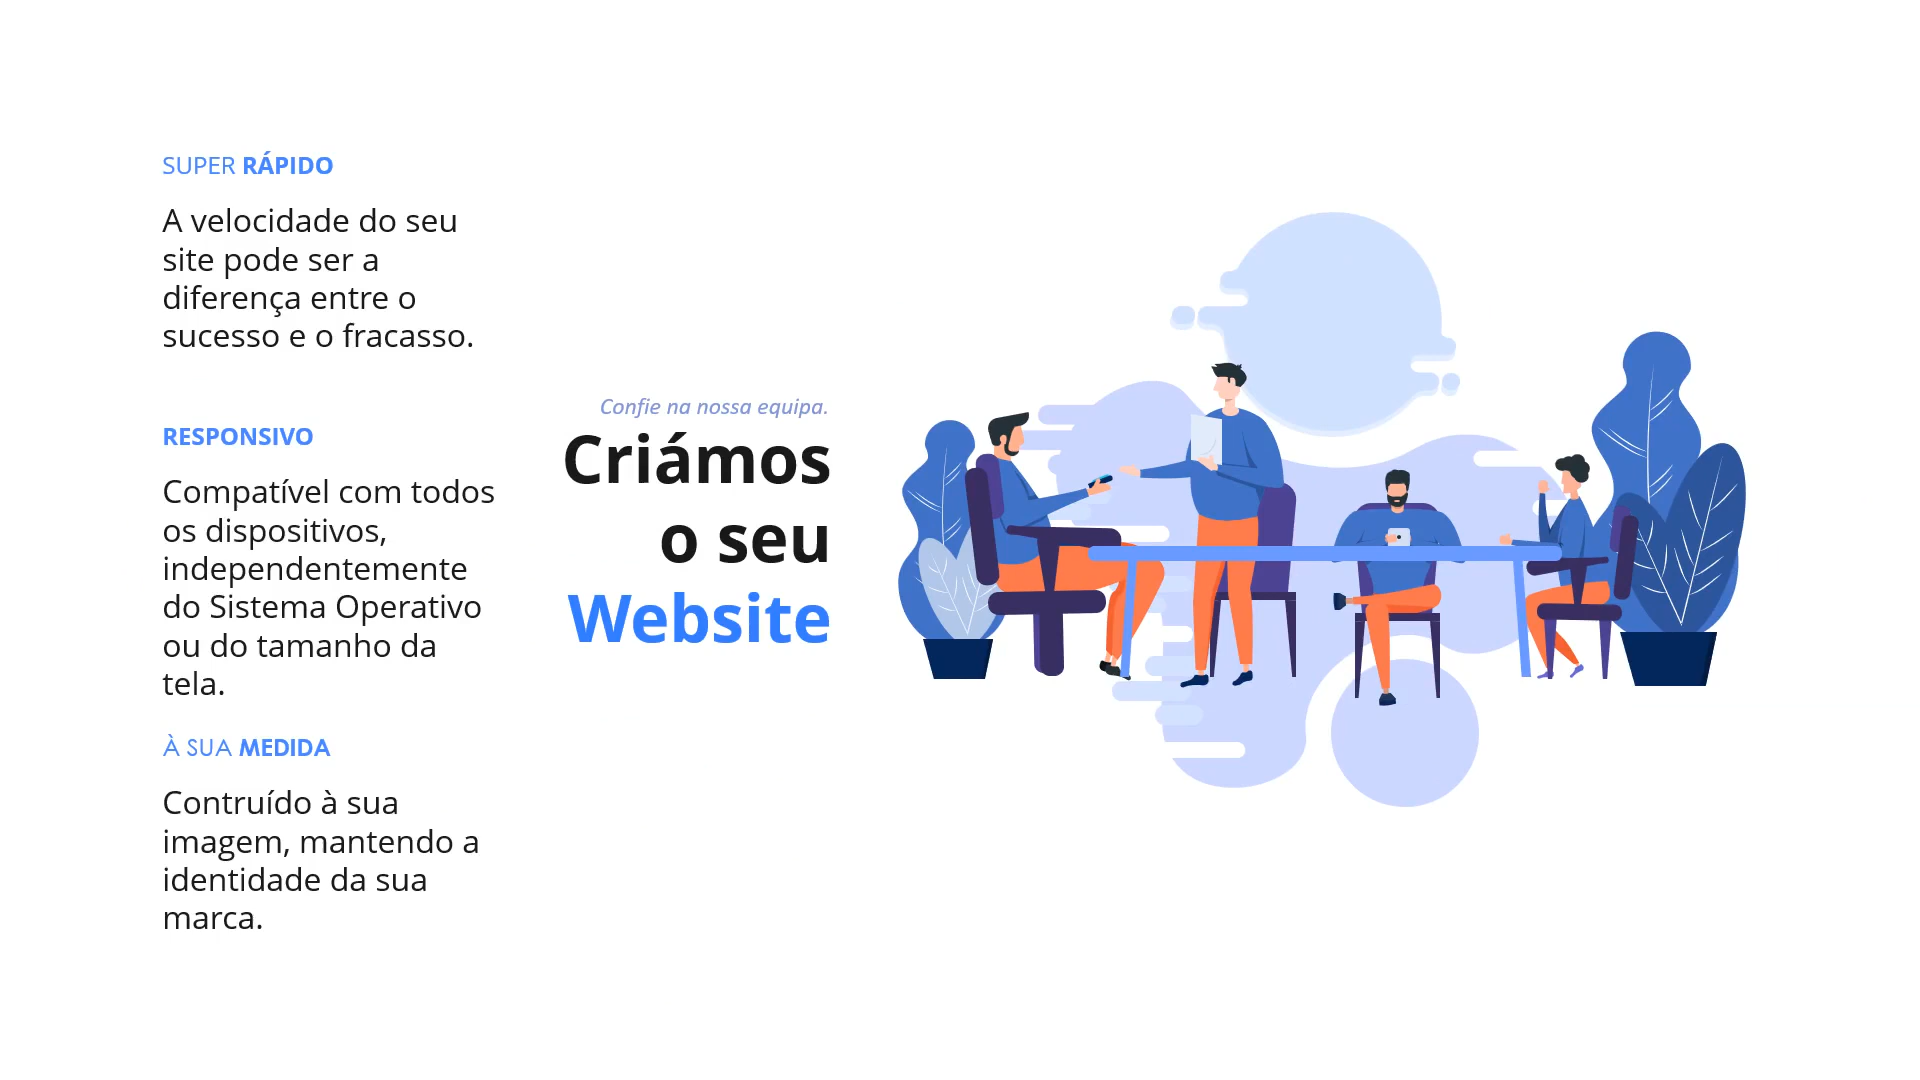 SUPER RÁPIDO
A velocidade do seu
site pode ser a
diferença entre o
sucesso e o fracasso.
RESPONSIVO
Compatível com todos
os dispositivos,
independentemente
do Sistema Operativo
ou do tamanho da
tela.
À SUA MEDIDA
Contruído à sua
imagem, mantendo a
identidade da sua
marca.
Confie na nossa equipa.
Criámos
o seu
Website